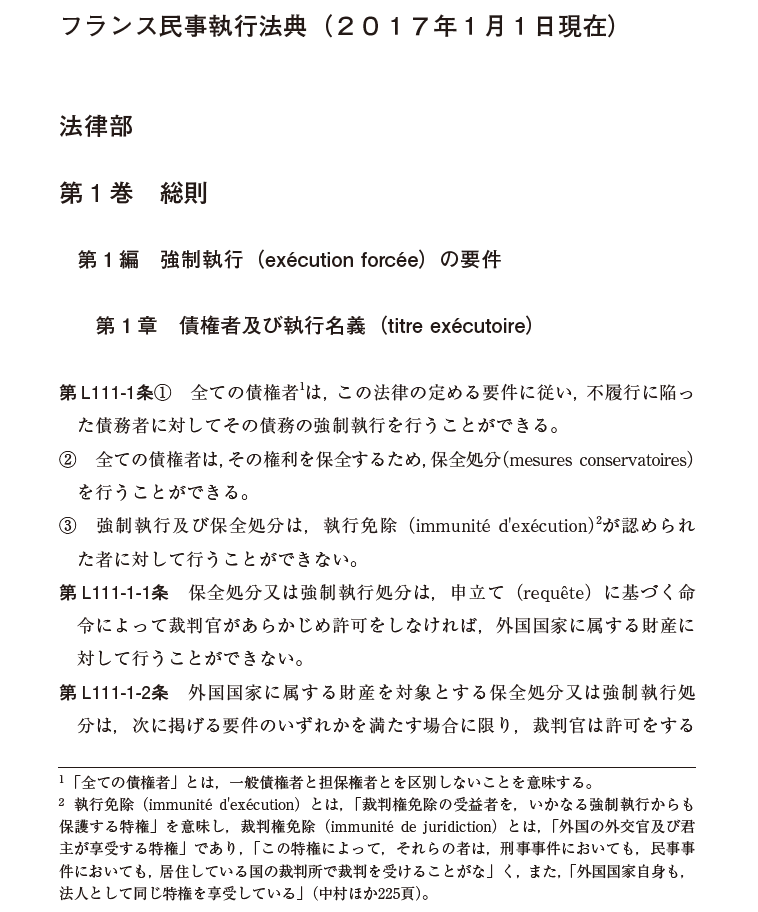 フランス民事執行法典（２０１７年１月１日現在）
法律部
第１巻　総則
第１編　強制執行（exécution forcée）の要件
第１章　債権者及び執行名義（titre exécutoire）
第 L111-1条①　全ての債権者1は, この法律の定める要件に従い, 不履行に陥っ
た債務者に対してその債務の強制執行を行うことができる。
②　全ての債権者は, その権利を保全するため, 保全処分(mesures conservatoires)
を行うことができる。
③　強制執行及び保全処分は，執行免除（immunité d'exécution)2が認められ
た者に対して行うことができない。
第 L111-1-1条　保全処分又は強制執行処分は，申立て（requête）に基づく命
令によって裁判官があらかじめ許可をしなければ，外国国家に属する財産に
対して行うことができない。
第 L111-1-2条　外国国家に属する財産を対象とする保全処分又は強制執行処
分は，次に掲げる要件のいずれかを満たす場合に限り，裁判官は許可をする
1「全ての債権者」とは，一般債権者と担保権者とを区別しないことを意味する。
2 執行免除（immunité d'exécution）とは，「裁判権免除の受益者を，いかなる強制執行からも
保護する特権」を意味し，裁判権免除（immunité de juridiction）とは，「外国の外交官及び君
主が享受する特権」であり，「この特権によって，それらの者は，刑事事件においても，民事事
件においても，居住している国の裁判所で裁判を受けることがな」く，また，「外国国家自身も，
法人として同じ特権を享受している」（中村ほか225頁）。